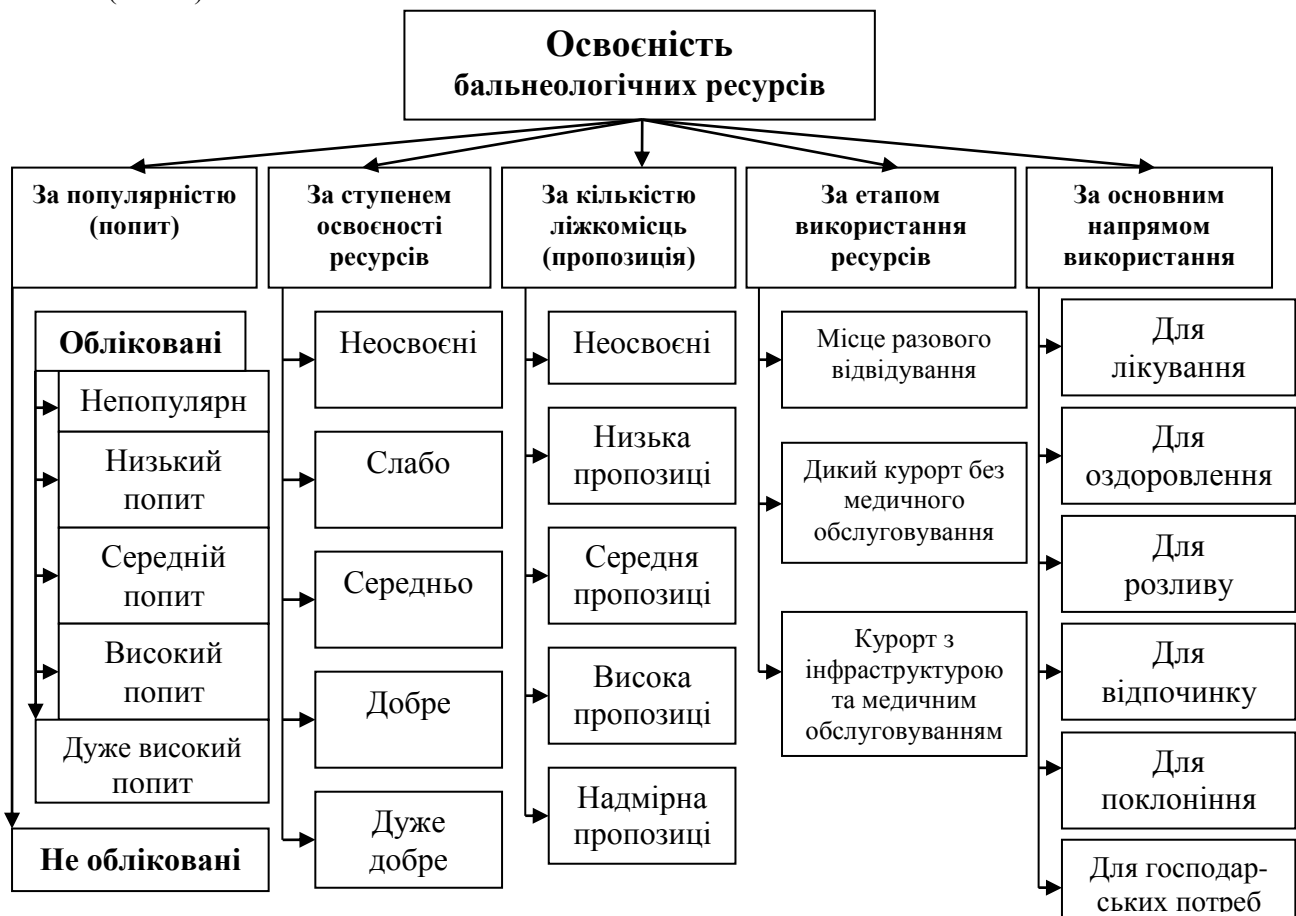 Освоєність
бальнеологічних ресурсів
За популярністю
(попит)
За ступенем
освоєності
ресурсів
За кількістю
ліжкомісць
(пропозиція)
За етапом
використання
ресурсів
За основним
напрямом
використання
Обліковані
Непопулярн
Низький
попит
Середній
попит
Високий
попит
Дуже високий
попит
Не обліковані
Неосвоєні
Слабо
Середньо
Добре
Дуже
добре
Неосвоєні
Низька
пропозиці
Середня
пропозиці
Висока
пропозиці
Надмірна
пропозиці
Місце разового
відвідування
Дикий курорт без
медичного
обслуговування
Курорт з
інфраструктурою
та медичним
обслуговуванням
Для
лікування
Для
оздоровлення
Для
розливу
Для
відпочинку
Для
поклоніння
Для господар-
ських потреб